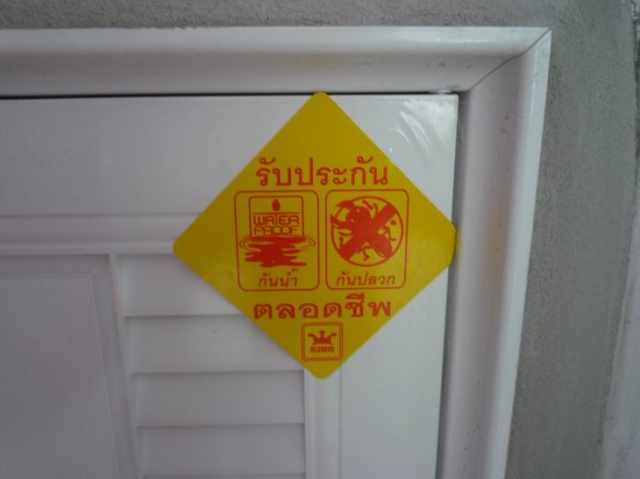 รับประกัน
WATER
PROOF
กันน้ำ
กันปลวก
ตลอดชีพ
KING